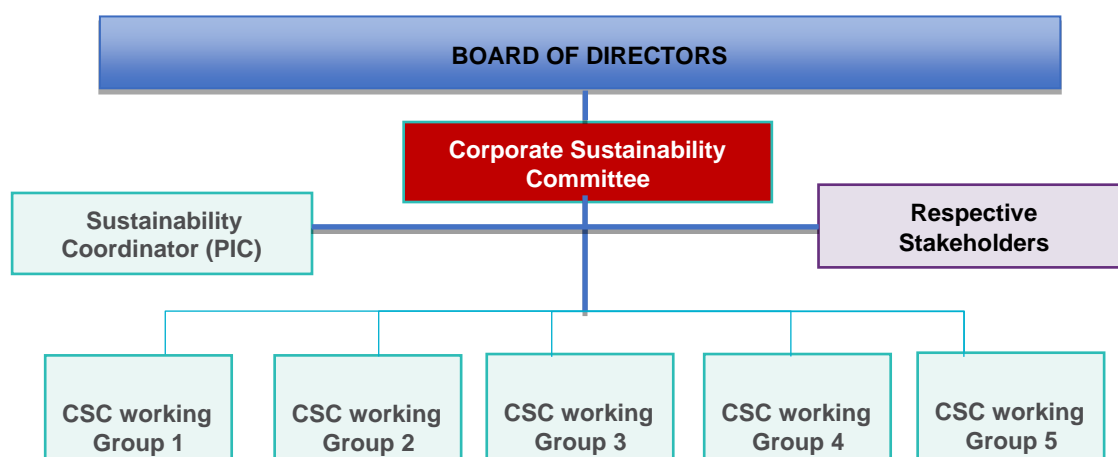 BOARD OF DIRECTORS
Corporate Sustainability
Committee
Sustainability
Coordinator (PIC)
Respective
Stakeholders
CSC working
Group 1
CSC working
Group 2
CSC working
Group 3
CSC working
Group 4
CSC working
Group 5